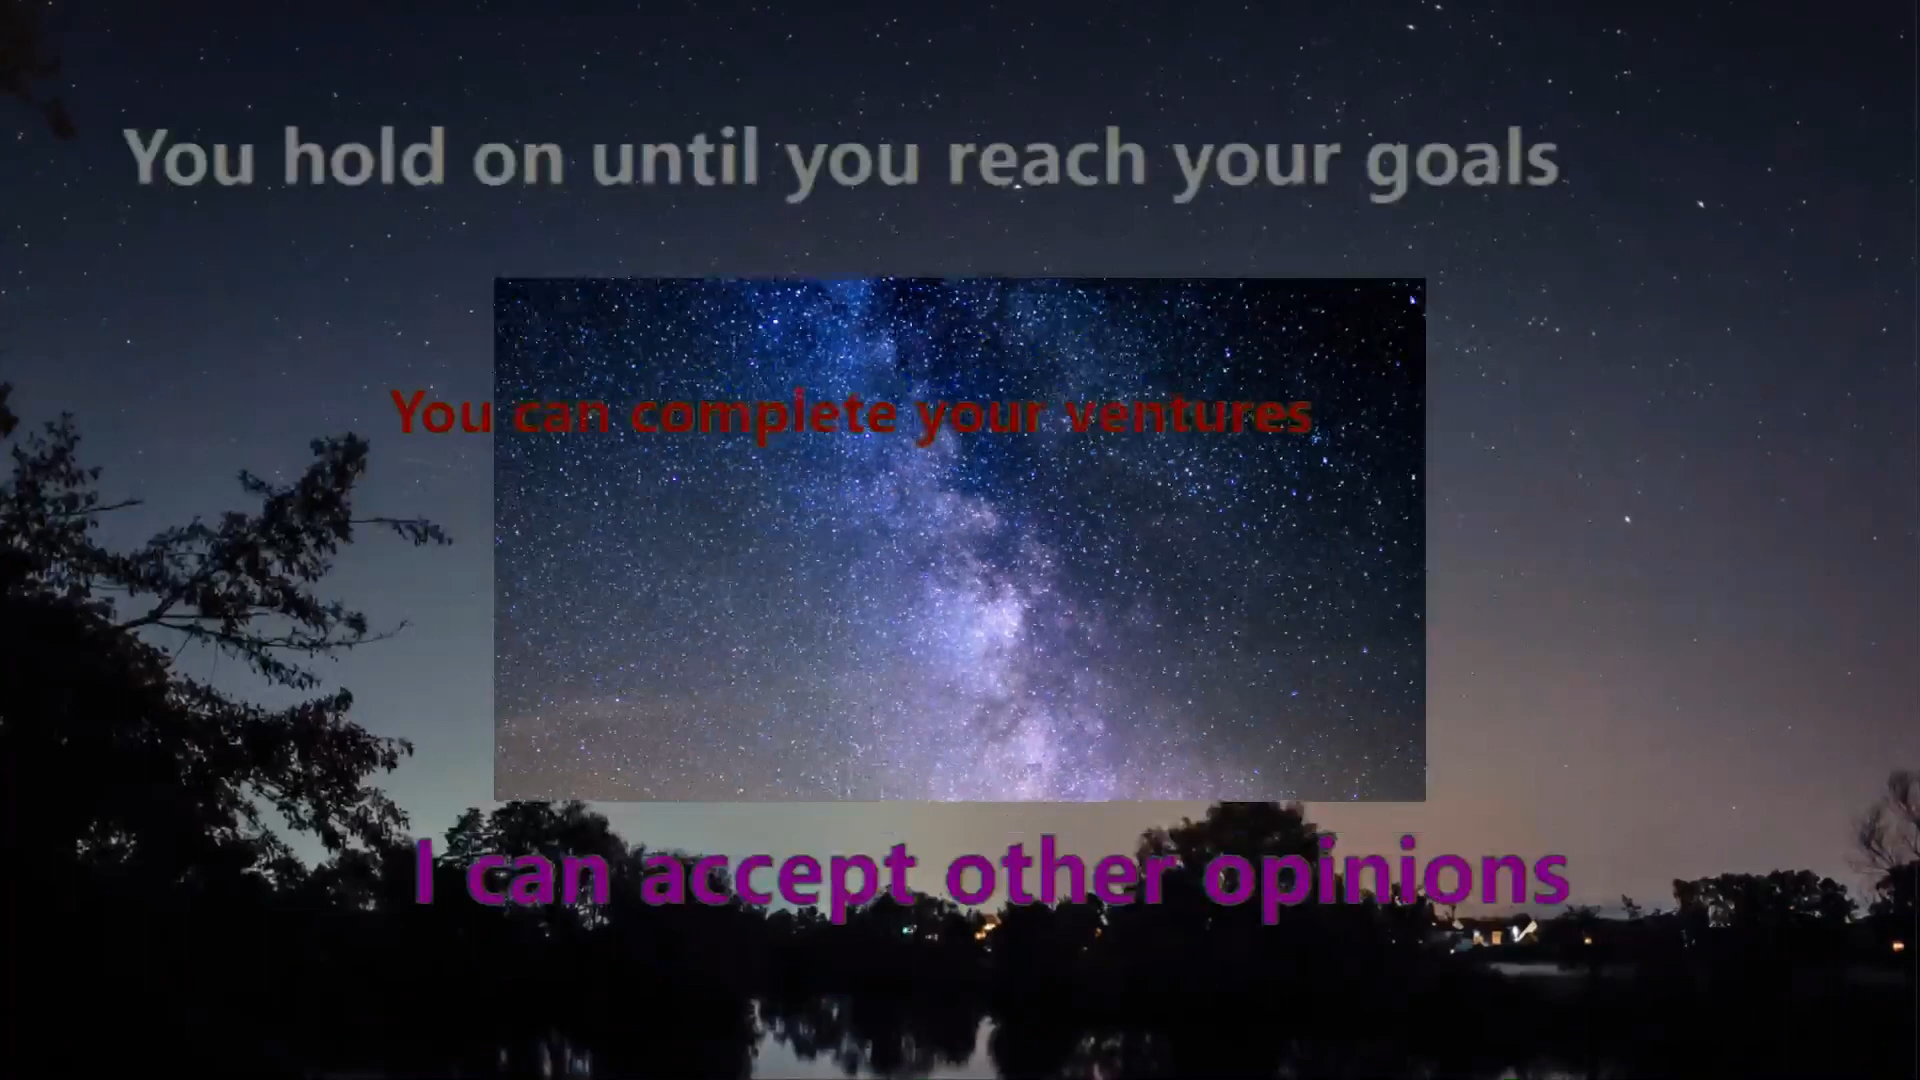 You hold on until you reach your goals
You can complete your ventures
I can accept other opinions